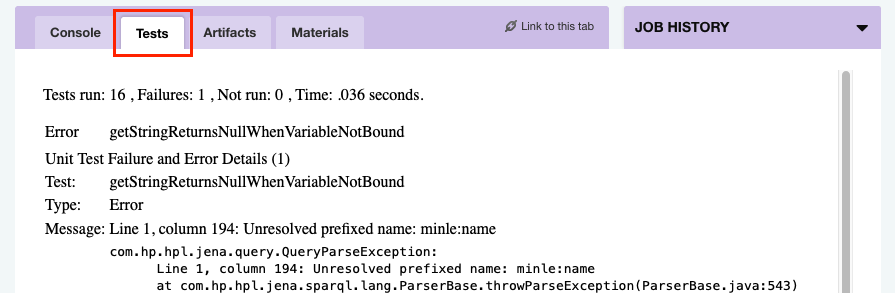 Console Tests Artifacts Materials Link to this tab JOB HISTORY
Tests run: 16 , Failures: 1 , Not run: 0 , Time: .036 seconds.
Error getStringReturnsNullWhenVariableNotBound
Unit Test Failure and Error Details (1)
Test: getStringReturnsNullWhenVariableNotBound
Type: Error
Message: Line 1, column 194: Unresolved prefixed name: minle:name
com.hp.hpl.jena.query.QueryParseException:
Line 1, column 194: Unresolved prefixed name: minle:name
at com.hp.hpl.jena.sparql.lang.ParserBase.throwParseException(ParserBase.java:543)